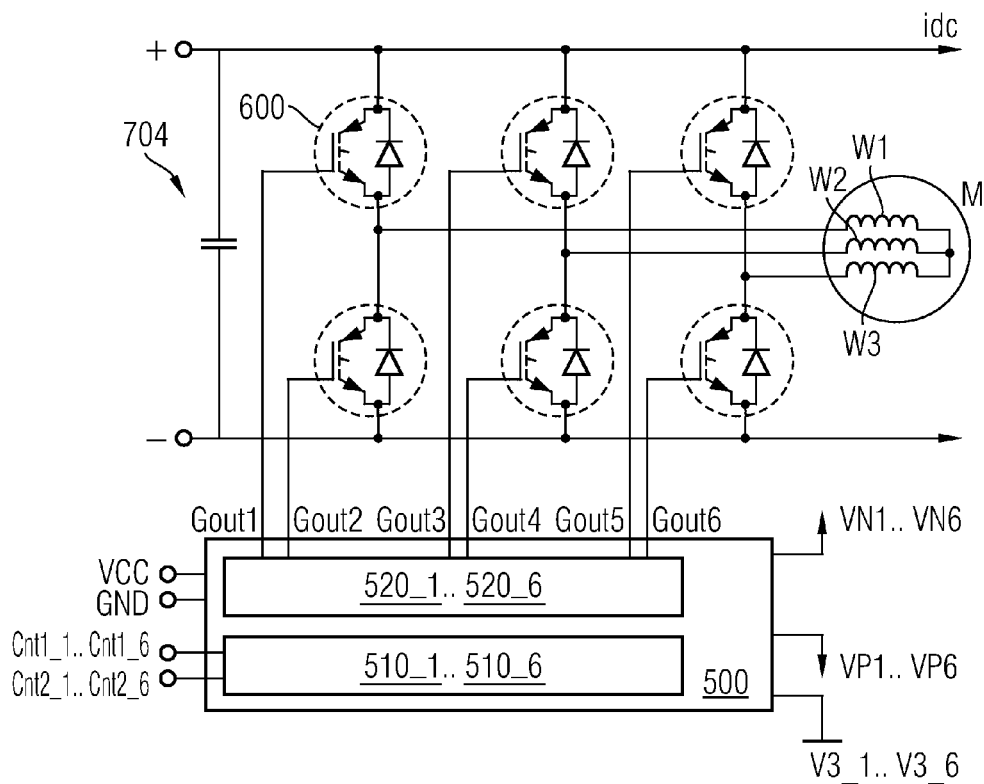 +
idc
600
704
W1
W2
M
W3
−
Gout1 Gout2 Gout3 Gout4 Gout5 Gout6
VN1.. VN6
VCC
GND
520_1.. 520_6
Cnt1_1.. Cnt1_6
Cnt2_1.. Cnt2_6
510_1.. 510_6
500
VP1.. VP6
V3_1.. V3_6